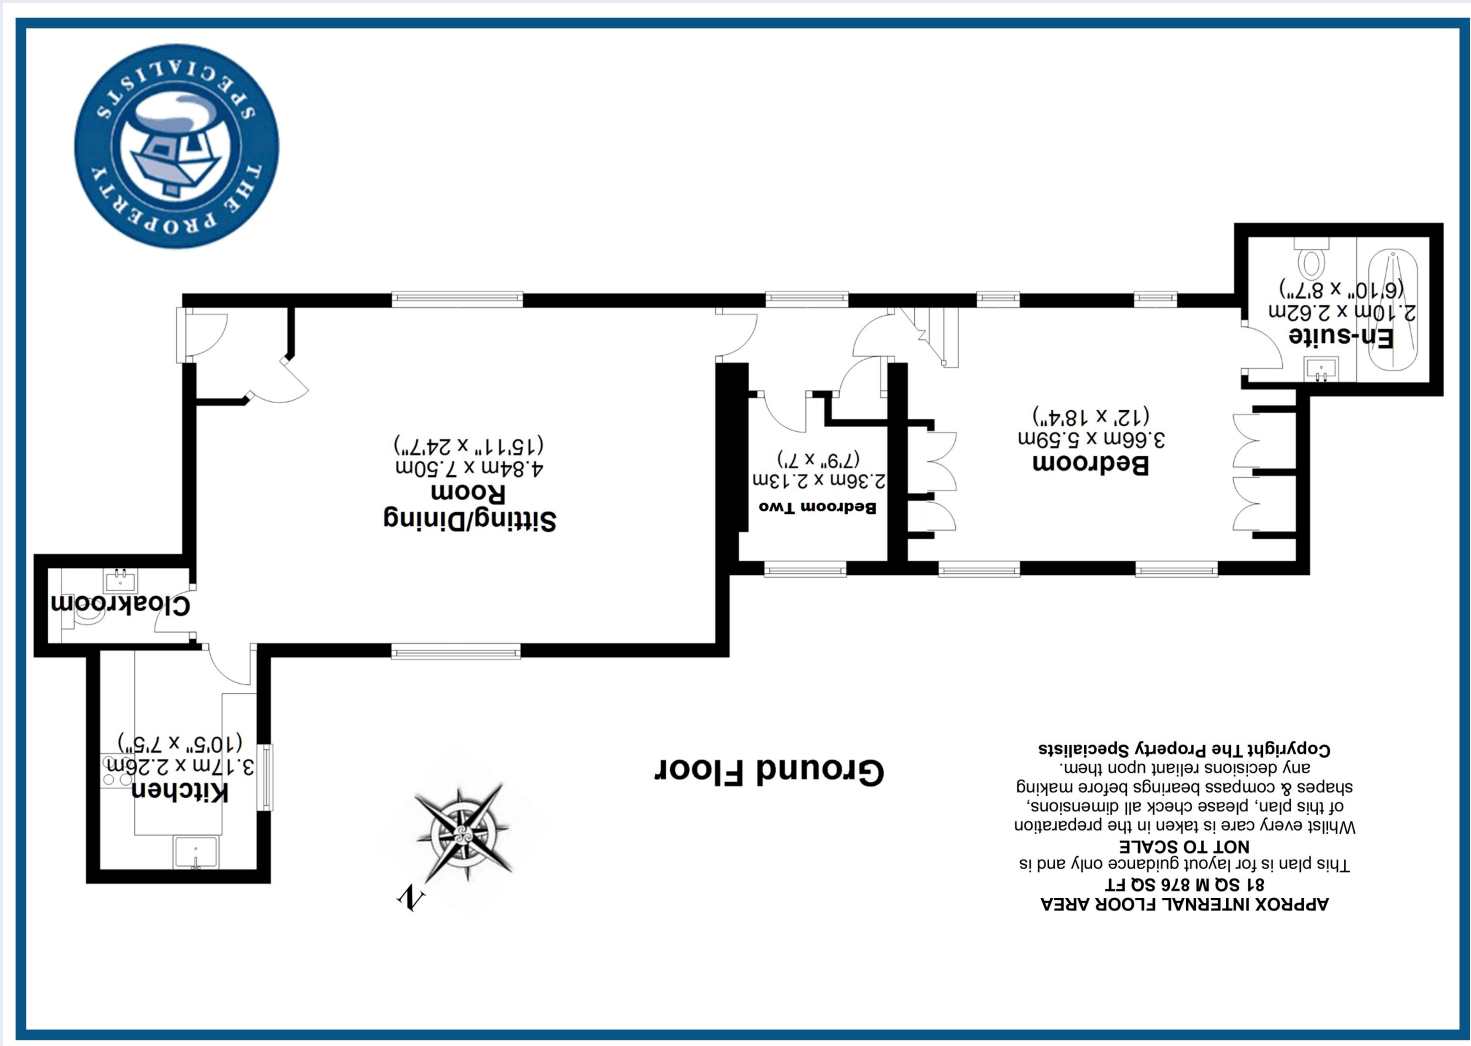 APPROX INTERNAL FLOOR AREA
81 SQ M 876 SQ FT
This plan is for layout guidance only and is
NOT TO SCALE
Whilst every care is taken in the preparation
of this plan, please check all dimensions,
shapes & compass bearings before making
any decisions reliant upon them.
Copyright The Property Specialists
N
Ground Floor
Kitchen
3.17m x 2.26m
(10'5" x 7'5")
Cloakroom
Sitting/Dining
Room
4.84m x 7.50m
(15'11" x 24'7")
Bedroom Two
2.36m x 2.13m
(7'9" x 7')
Bedroom
3.66m x 5.59m
(12' x 18'4")
En-suite
2.10m x 2.62m
(6'10" x 8'7")
THE PROPERTY
SPECIALISTS